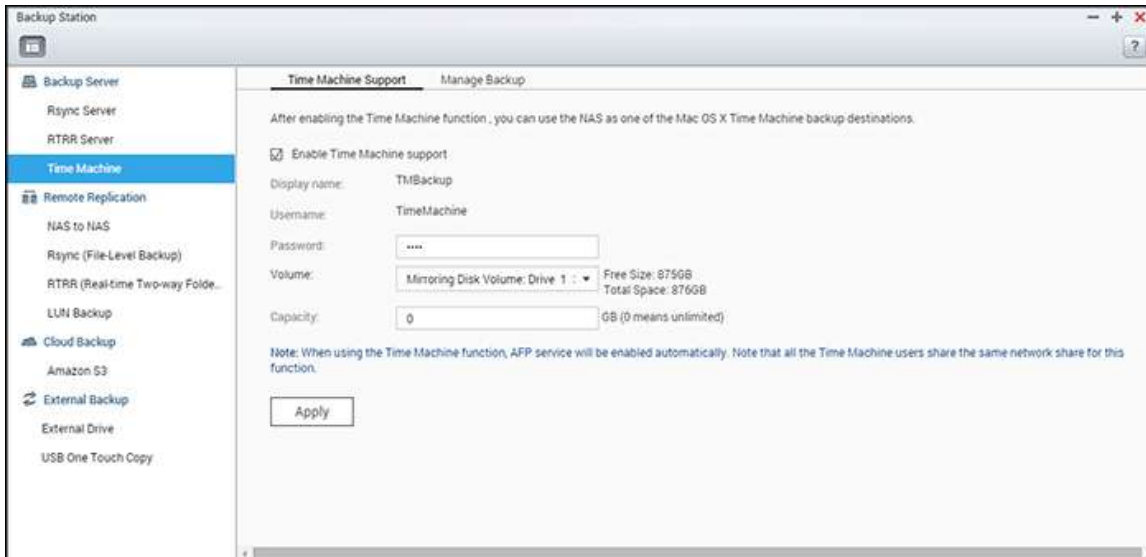 Backup Station
?
Backup Server
Rsync Server
RTRR Server
Time Machine
Remote Replication
NAS to NAS
Rsync (File-Level Backup)
RTRR (Real-time Two-way Folde..
LUN Backup
Cloud Backup
Amazon S3
External Backup
External Drive
USB One Touch Copy
Time Machine Support Manage Backup
After enabling the Time Machine function , you can use the NAS as one of the Mac OS X Time Machine backup destinations.
Enable Time Machine support
Display name: TMBackup
Username: TimeMachine
Password: ••••
Volume: Mirroring Disk Volume: Drive 1 : Free Size: 875GB
Total Space: 876GB
Capacity: 0 GB (0 means unlimited)
Note: When using the Time Machine function, AFP service will be enabled automatically. Note that all the Time Machine users share the same network share for this
function.
Apply